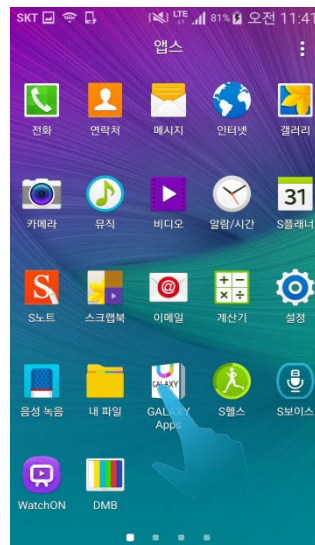 SKT LTE 81% 오전 11:41
앱스
전화 연락처 메시지 인터넷 갤러리
31
카메라 뮤직 비디오 알람/시간 S플래너
S노트 스크랩북 이메일 계산기 설정
GALAXY
음성 녹음 내 파일 GALAXY Apps S헬스 S보이스
WatchON DMB